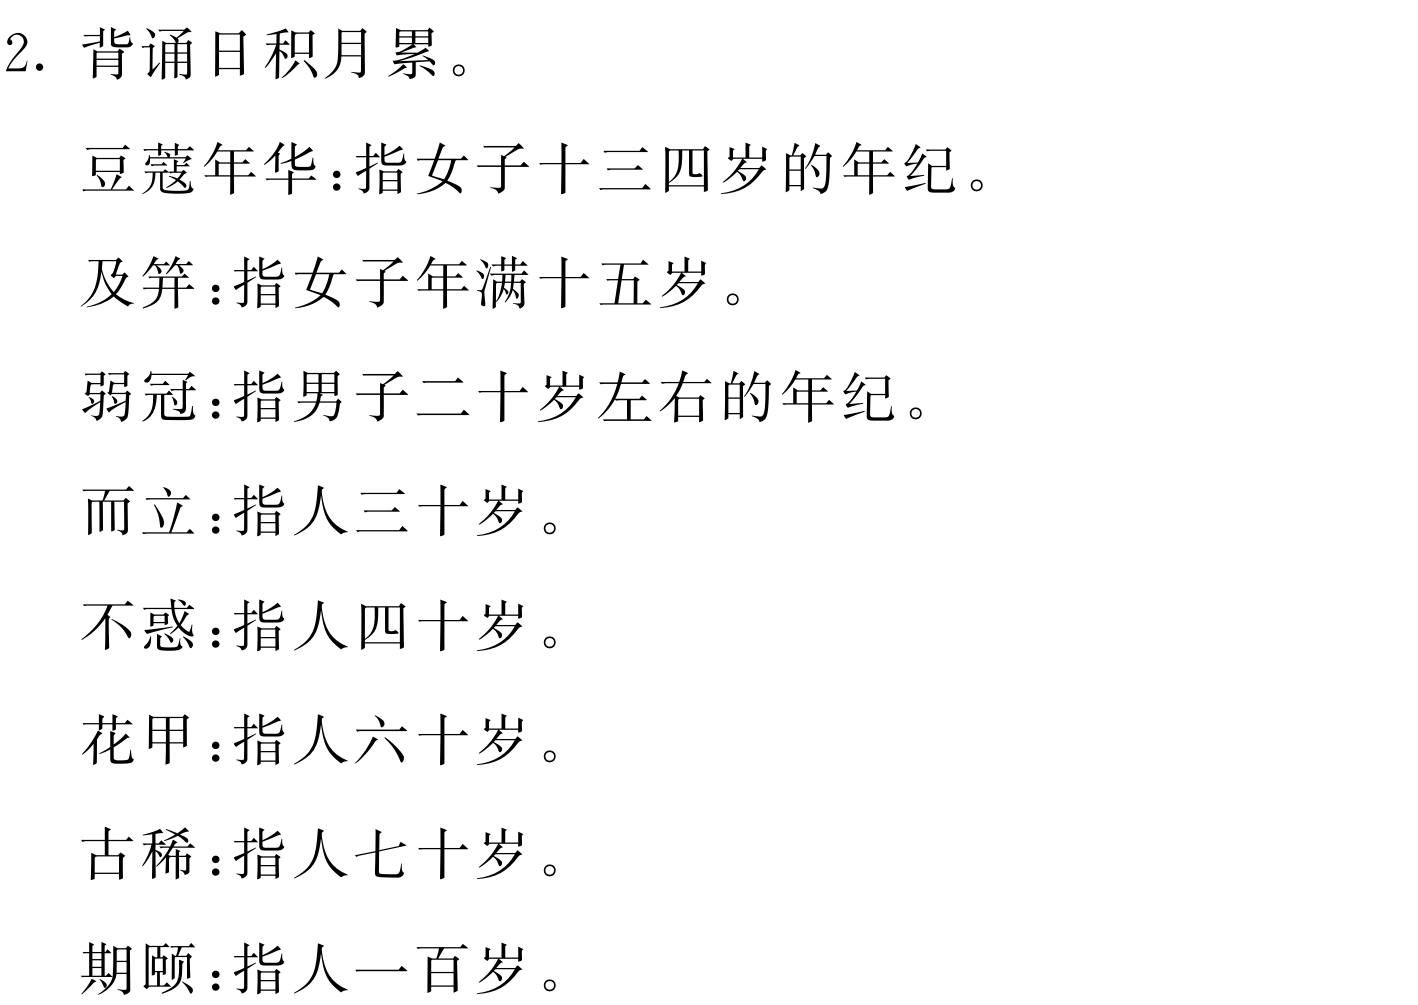 2. 背诵日积月累。
豆蔻年华:指女子十三四岁的年纪。
及笄:指女子年满十五岁。
弱冠:指男子二十岁左右的年纪。
而立:指人三十岁。
不惑:指人四十岁。
花甲:指人六十岁。
古稀:指人七十岁。
期颐:指人一百岁。